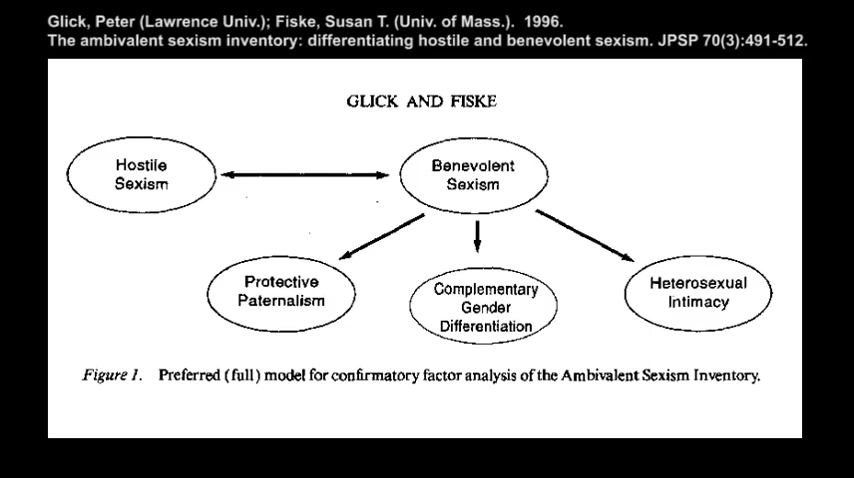 Glick, Peter (Lawrence Univ.); Fiske, Susan T. (Univ. of Mass.). 1996.
The ambivalent sexism inventory: differentiating hostile and benevolent sexism. JPSP 70(3):491-512.
GLICK AND FISKE
Hostile
Sexism
Benevolent
Sexism
Protective
Paternalism
Complementary
Gender
Differentiation
Heterosexual
Intimacy
Figure 1. Preferred (full) model for confirmatory factor analysis of the Ambivalent Sexism Inventory.